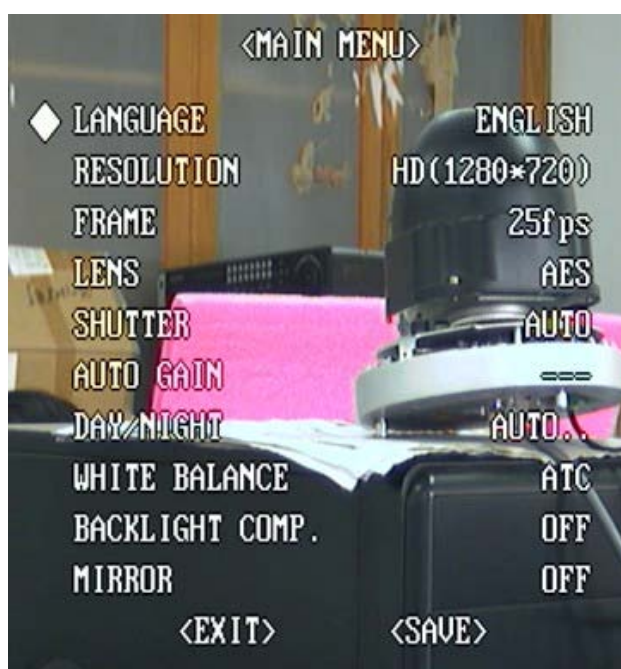 <MAIN MENU>
LANGUAGE ENGLISH
RESOLUTION HD(1280*720)
FRAME 25fps
LENS AES
SHUTTER AUTO
AUTO GAIN ---
DAY/NIGHT AUTO..
WHITE BALANCE ATC
BACKLIGHT COMP. OFF
MIRROR OFF
<EXIT> <SAVE>